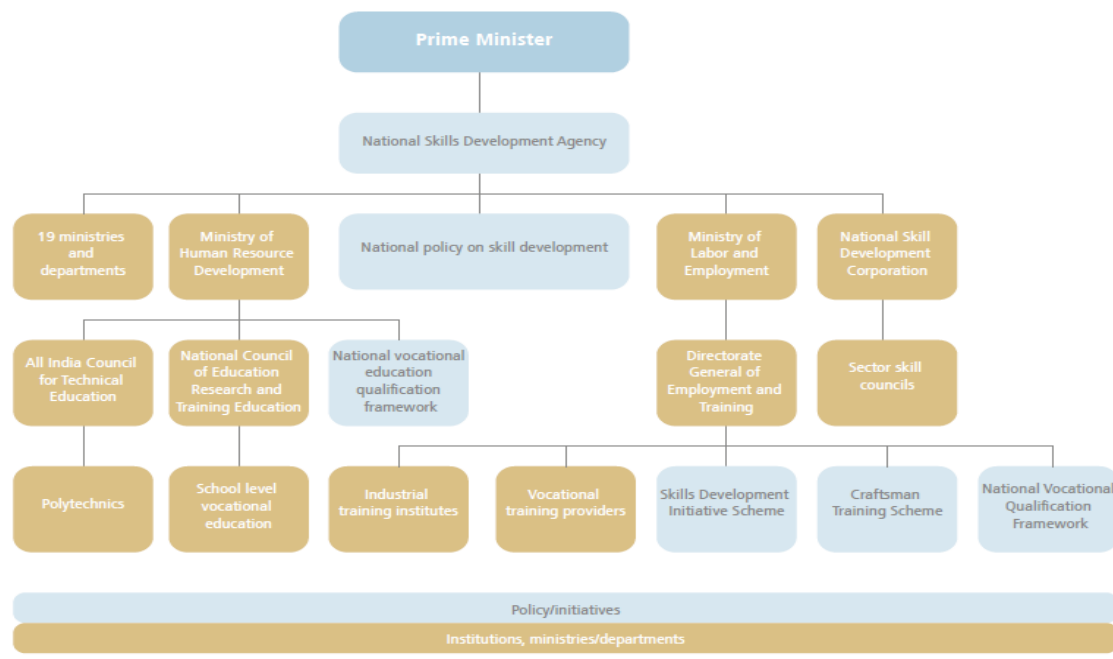 Prime Minister
National Skills Development Agency
19 ministries
and
departments
Ministry of
Human Resource
Development
National policy on skill development
Ministry of
Labor and
Employment
National Skill
Development
Corporation
All India Council
for Technical
Education
National Council
of Education
Research and
Training Education
National vocational
education
qualification
framework
Directorate
General of
Employment and
Training
Sector skill
councils
Polytechnics
School level
vocational
education
Industrial
training institutes
Vocational
training providers
Skills Development
Initiative Scheme
Craftsman
Training Scheme
National Vocational
Qualification
Framework
Policy/initiatives
Institutions, ministries/departments